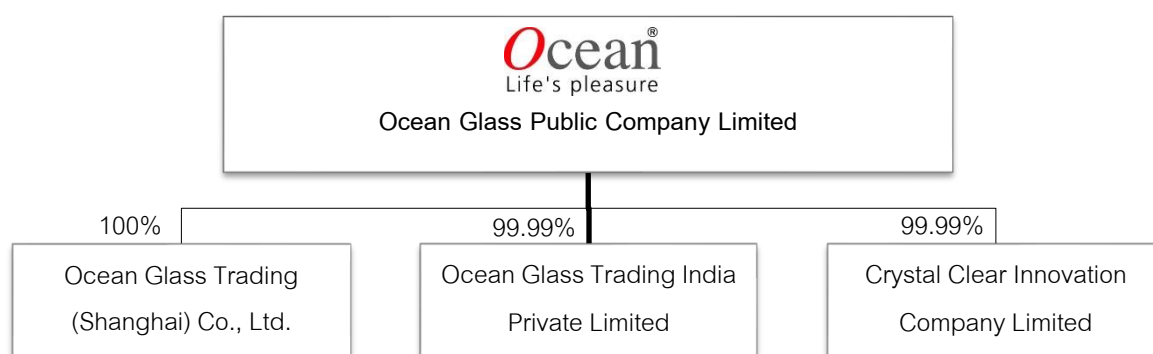 Ocean®
Life's pleasure
Ocean Glass Public Company Limited
100%
99.99%
99.99%
Ocean Glass Trading
(Shanghai) Co., Ltd.
Ocean Glass Trading India
Private Limited
Crystal Clear Innovation
Company Limited